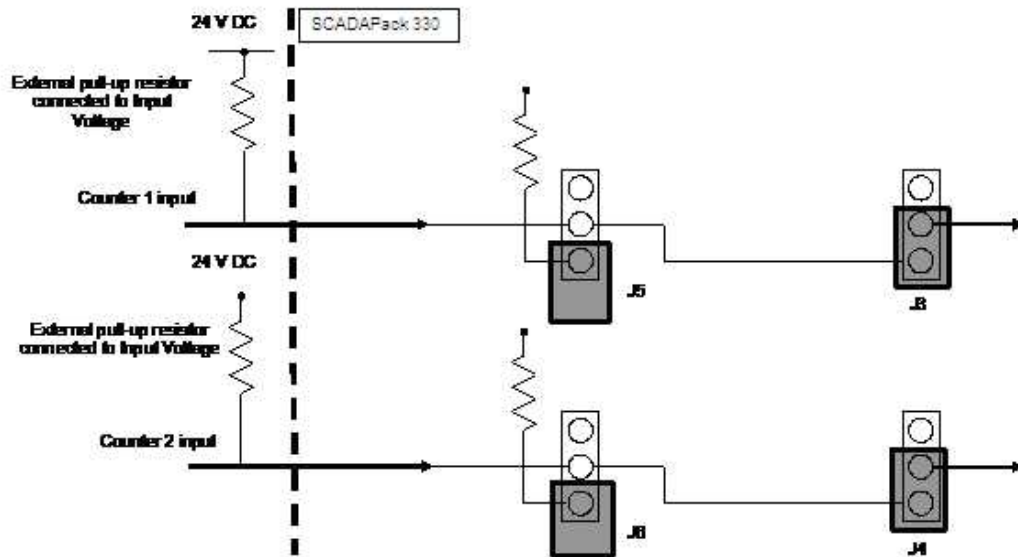 24 V DC
SCADAPack 330
External pull-up resistor
connected to Input
Voltage
Counter 1 input
24 V DC
J5
J3
External pull-up resistor
connected to Input Voltage
Counter 2 input
J6
J4